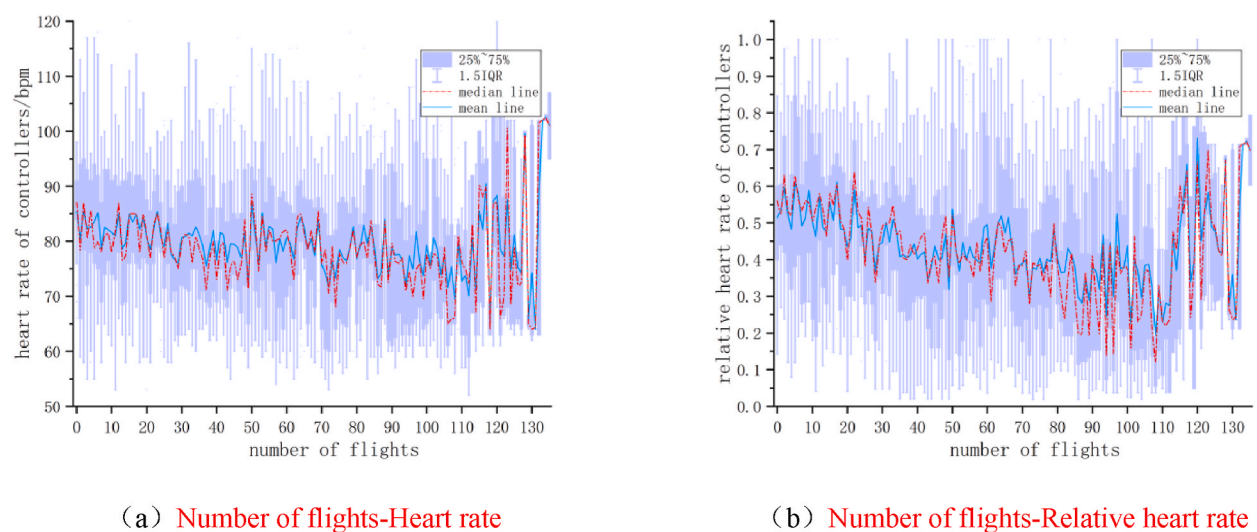 120
110
100
90
80
70
60
50
heart rate of controllers/bpm
25%~75%
1.5IQR
median line
mean line
0 10 20 30 40 50 60 70 80 90 100 110 120 130
number of flights
1.0
0.9
0.8
0.7
0.6
0.5
0.4
0.3
0.2
0.1
0.0
relative heart rate of controllers
25%~75%
1.5IQR
median line
mean line
0 10 20 30 40 50 60 70 80 90 100 110 120 130
number of flights
（a）Number of flights-Heart rate
（b）Number of flights-Relative heart rate